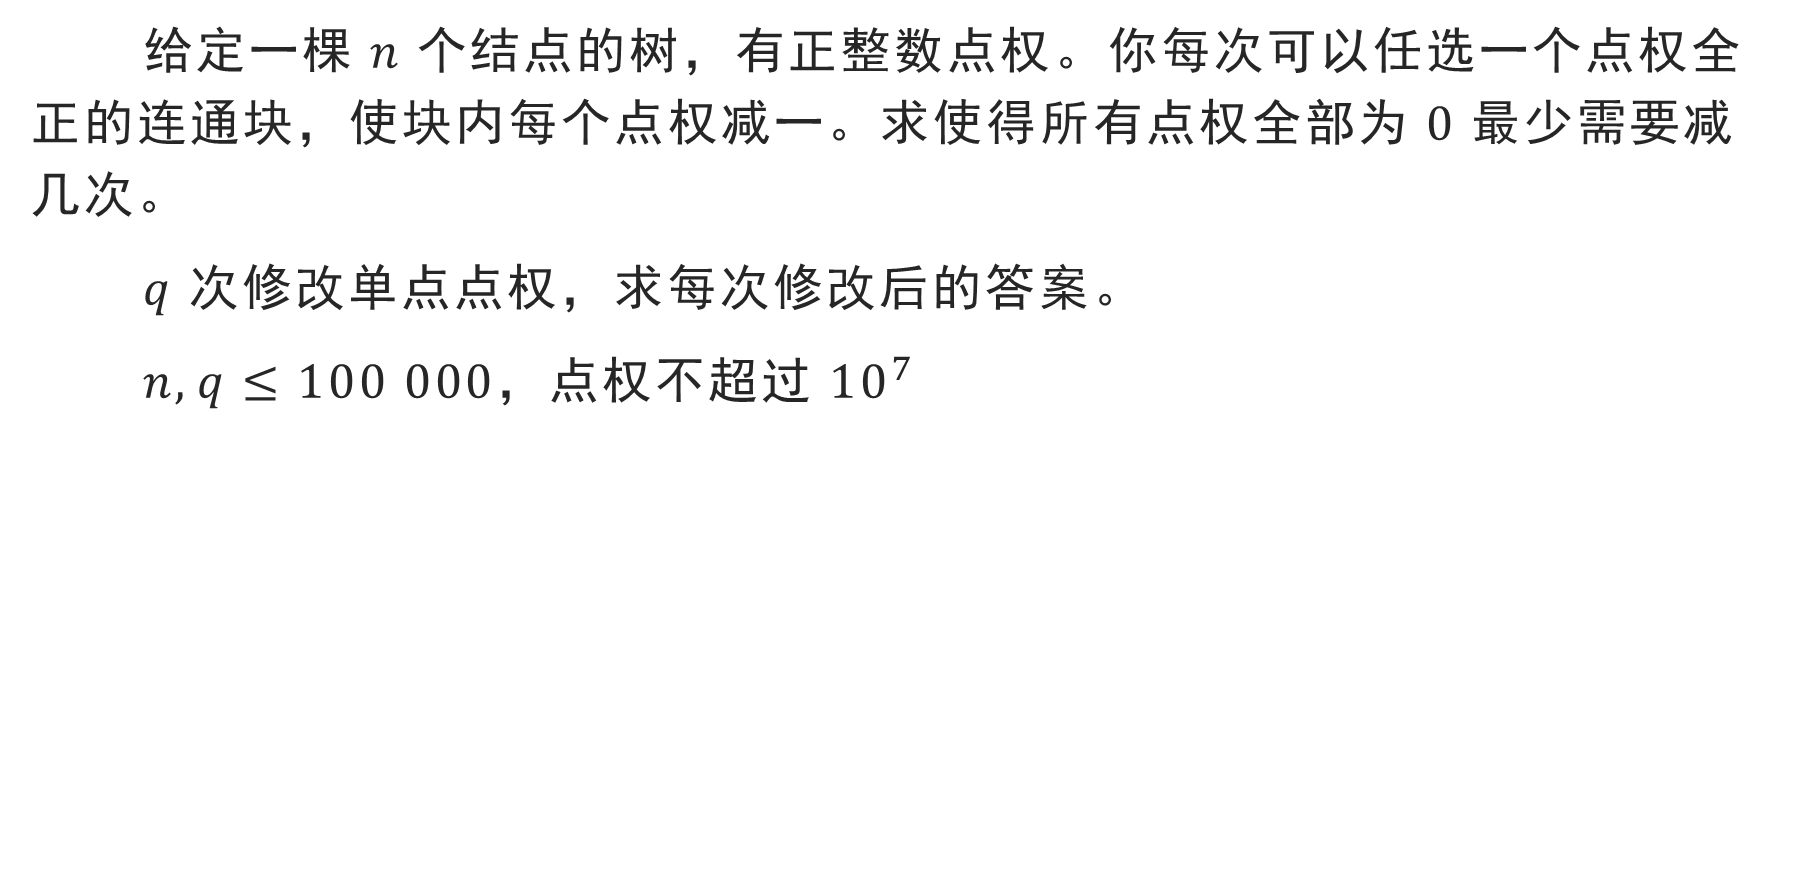 给定一棵 n 个结点的树，有正整数点权。你每次可以任选一个点权全
正的连通块，使块内每个点权减一。求使得所有点权全部为 0 最少需要减
几次。
q 次修改单点点权，求每次修改后的答案。
n, q ≤ 100 000，点权不超过 10⁷